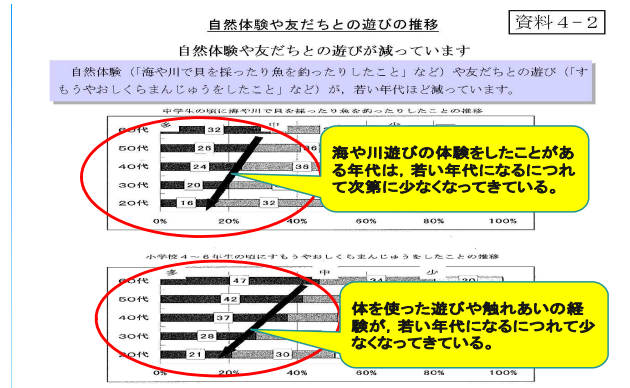 自然体験や友だちとの遊びの推移
資料４－２
自然体験や友だちとの遊びが減っています
自然体験（「海や川で貝を採ったり魚を釣ったりしたこと」など）や友だちとの遊び（「す
もうやおしくらまんじゅうをしたこと」など）が，若い年代ほど減っています。
中学生の頃に海や川で貝を採ったり魚を釣ったりしたことの推移
多 中 少
60代 32
50代 26 36
40代 24 38
30代 20
20代 16 32
0% 20% 40% 60% 80% 100%
海や川遊びの体験をしたことがあ
る年代は，若い年代になるにつれ
て次第に少なくなってきている。
小学校４～６年生の頃にすもうやおしくらまんじゅうをしたことの推移
多 中 少
60代 47 34
50代 42
40代 37
30代 28
20代 21 30
0% 20% 40% 60% 80% 100%
体を使った遊びや触れあいの経
験が，若い年代になるにつれて少
なくなってきている。